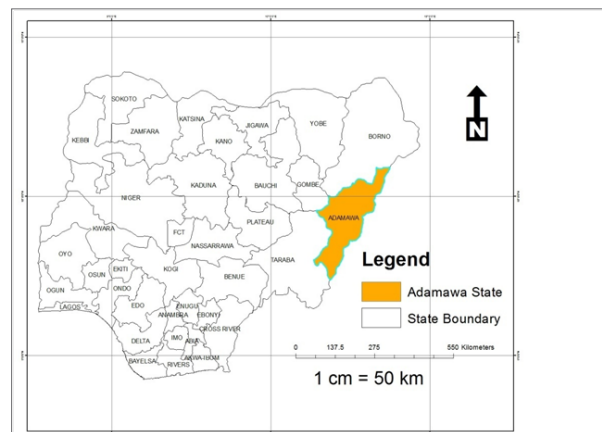 SOKOTO
KATSINA
JIGAWA
YOBE
BORNO
ZAMFARA
KEBBI
KANO
KADUNA
BAUCHI
GOMBE
NIGER
ADAMAWA
PLATEAU
KWARA
FCT
NASSARRAWA
OYO
TARABA
KOGI
OSUN
EKITI
BENUE
OGUN
ONDO
EDO
LAGOS
ENUGU
ANAMBRA
EBONYI
CROSS RIVER
DELTA
IMO
ABIA
AKWA-IBOM
BAYELSA
RIVERS
N
Legend
Adamawa State
State Boundary
0 137.5 275 550 Kilometers
1 cm = 50 km